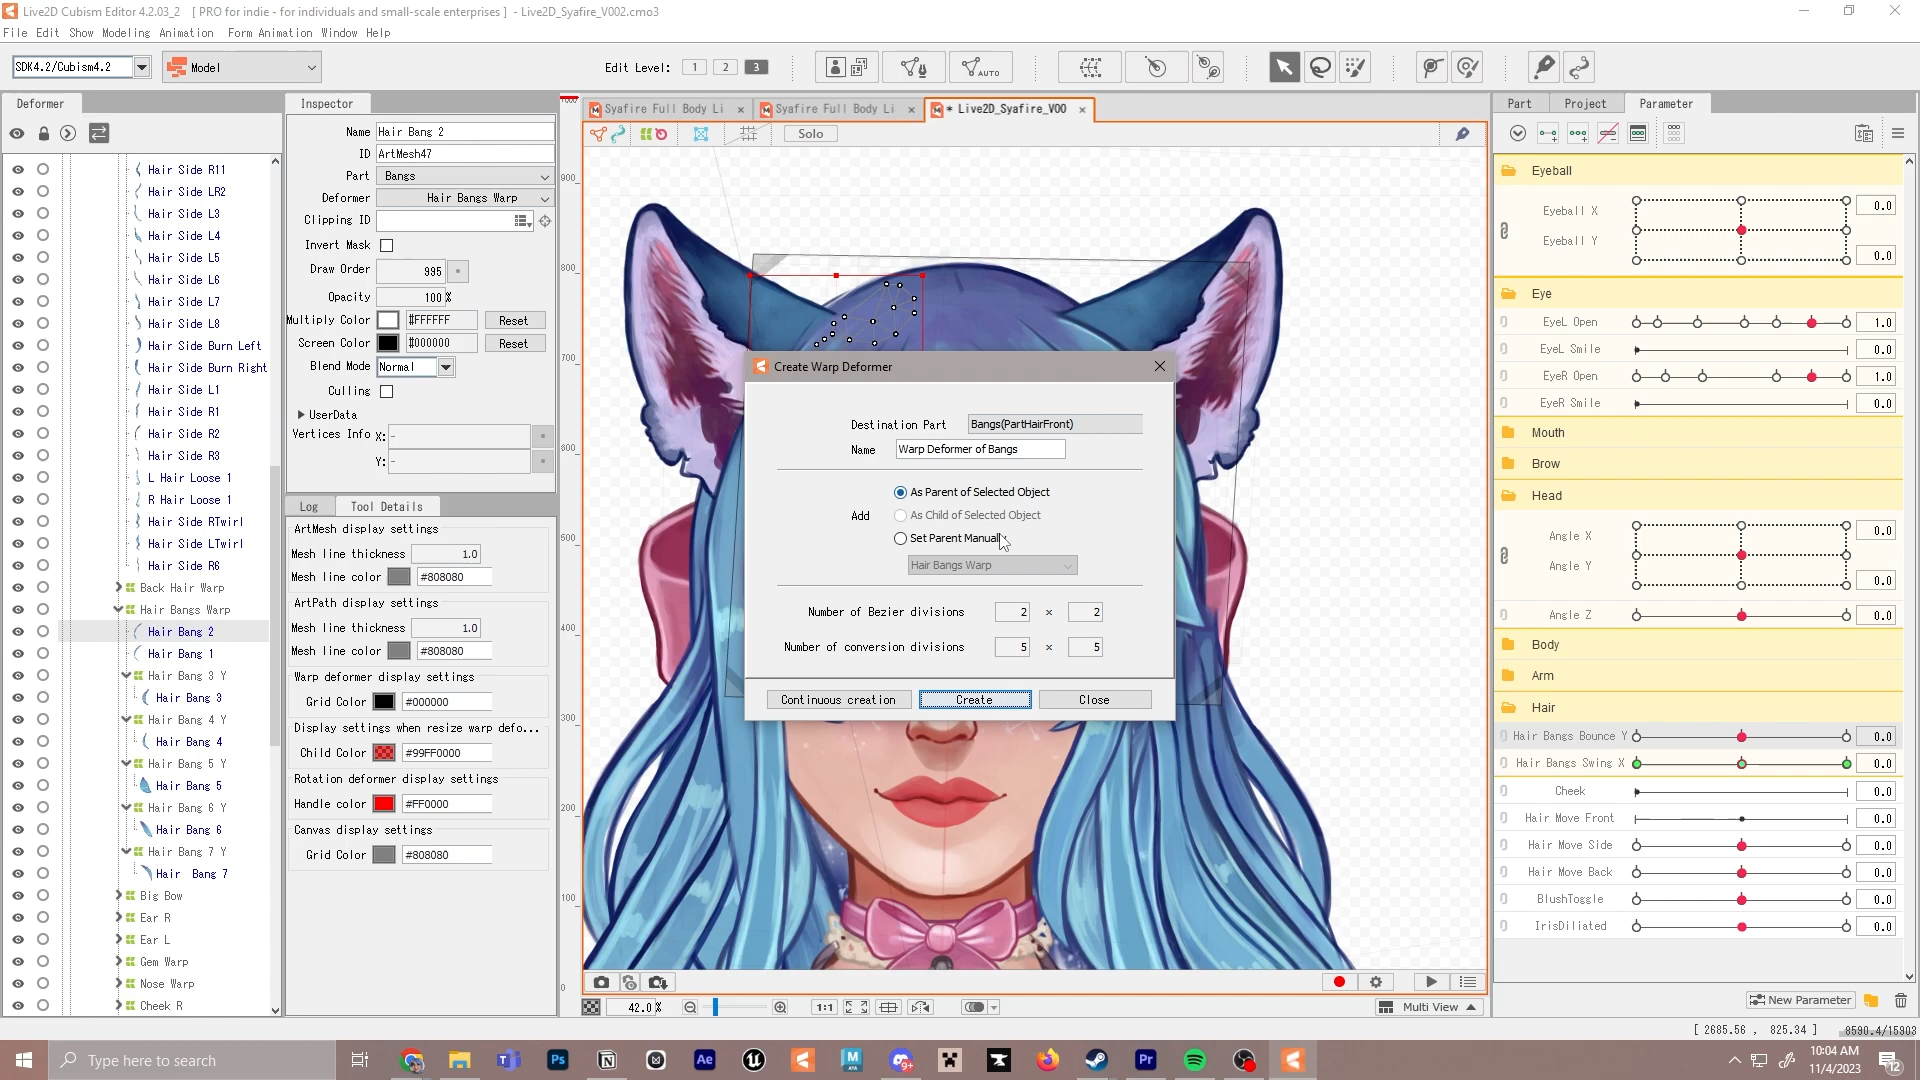 Live2D Cubism Editor 4.2.03_2 [ PRO for indie - for individuals and small-scale enterprises ] - Live2D_Syafire_V002.cmo3
File Edit Show Modeling Animation Form Animation Window Help
SDK4.2/Cubism4.2
Model
Edit Level: 1 2 3
AUTO
Deformer
Hair Side R11
Hair Side LR2
Hair Side L3
Hair Side L4
Hair Side L5
Hair Side L6
Hair Side L7
Hair Side L8
Hair Side Burn Left
Hair Side Burn Right
Hair Side L1
Hair Side R1
Hair Side R2
Hair Side R3
L Hair Loose 1
R Hair Loose 1
Hair Side RTwirl
Hair Side LTwirl
Hair Side R6
Back Hair Warp
Hair Bangs Warp
Hair Bang 2
Hair Bang 1
Hair Bang 3 Y
Hair Bang 3
Hair Bang 4 Y
Hair Bang 4
Hair Bang 5 Y
Hair Bang 5
Hair Bang 6 Y
Hair Bang 6
Hair Bang 7 Y
Hair Bang 7
Big Bow
Ear R
Ear L
Gem Warp
Nose Warp
Cheek R
Inspector
Name Hair Bang 2
ID ArtMesh47
Part Bangs
Deformer Hair Bangs Warp
Clipping ID
Invert Mask
Draw Order 995
Opacity 100 %
Multiply Color #FFFFFF Reset
Screen Color #000000 Reset
Blend Mode Normal
Culling
UserData
Vertices Info X: -
Y: -
Log Tool Details
ArtMesh display settings
Mesh line thickness 1.0
Mesh line color #808080
ArtPath display settings
Mesh line thickness 1.0
Mesh line color #808080
Warp deformer display settings
Grid Color #000000
Display settings when resize warp defo...
Child Color #99FF0000
Rotation deformer display settings
Handle color #FF0000
Canvas display settings
Grid Color #808080
Syafire Full Body Li
Syafire Full Body Li
* Live2D_Syafire_V00
Solo
900
800
700
600
500
400
300
200
100
0
Create Warp Deformer
Destination Part Bangs(PartHairFront)
Name Warp Deformer of Bangs
Add
As Parent of Selected Object
As Child of Selected Object
Set Parent Manually
Hair Bangs Warp
Number of Bezier divisions 2 × 2
Number of conversion divisions 5 × 5
Continuous creation Create Close
42.0 %
1:1
Multi View
Part Project Parameter
Eyeball
Eyeball X 0.0
Eyeball Y 0.0
Eye
EyeL Open 1.0
EyeL Smile 0.0
EyeR Open 1.0
EyeR Smile 0.0
Mouth
Brow
Head
Angle X 0.0
Angle Y 0.0
Angle Z 0.0
Body
Arm
Hair
Hair Bangs Bounce Y 0.0
Hair Bangs Swing X 0.0
Cheek 0.0
Hair Move Front 0.0
Hair Move Side 0.0
Hair Move Back 0.0
BlushToggle 0.0
IrisDiliated 0.0
New Parameter
[ 2685.56 , 825.34 ] 8590.4/15903
Type here to search
Ps
Ae
Pr
9+
10:04 AM
11/4/2023
12